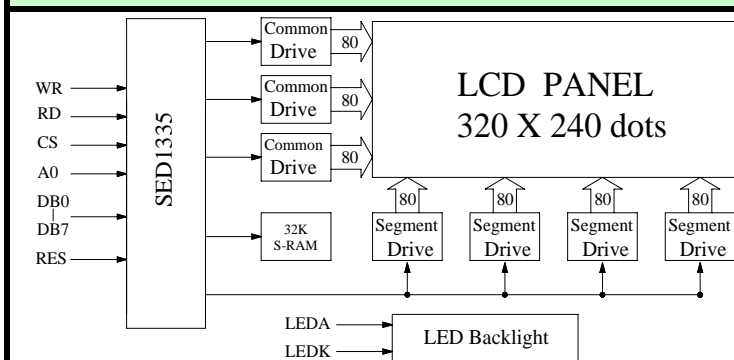 WR
RD
CS
A0
DB0
DB7
RES
SED1335
Common
Drive
80
Common
Drive
80
Common
Drive
80
32K
S-RAM
LCD PANEL
320 X 240 dots
80
80
80
80
Segment
Drive
Segment
Drive
Segment
Drive
Segment
Drive
LEDA
LEDK
LED Backlight